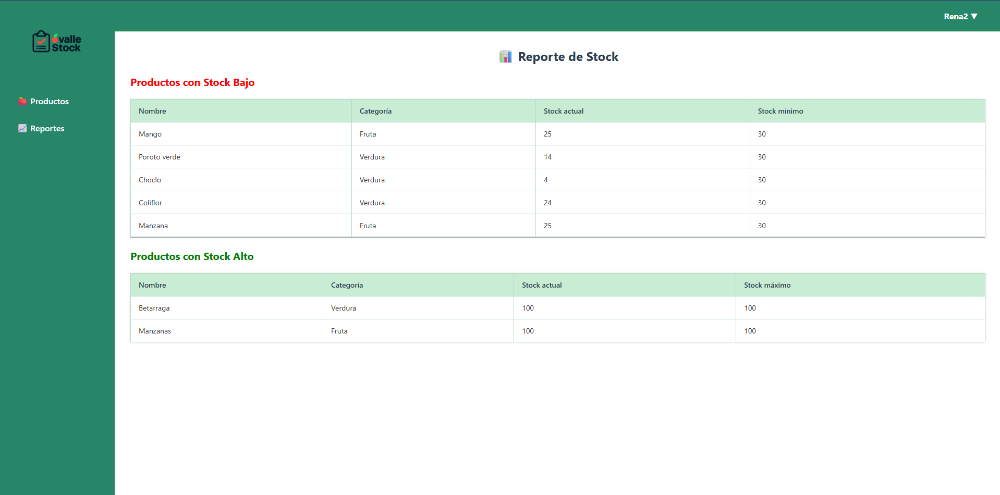 Rena2 ▼
valle
Stock
Productos
Reportes
Reporte de Stock
Productos con Stock Bajo
Nombre Categoría Stock actual Stock mínimo
Mango Fruta 25 30
Poroto verde Verdura 14 30
Choclo Verdura 4 30
Coliflor Verdura 24 30
Manzana Fruta 25 30
Productos con Stock Alto
Nombre Categoría Stock actual Stock máximo
Betarraga Verdura 100 100
Manzanas Fruta 100 100